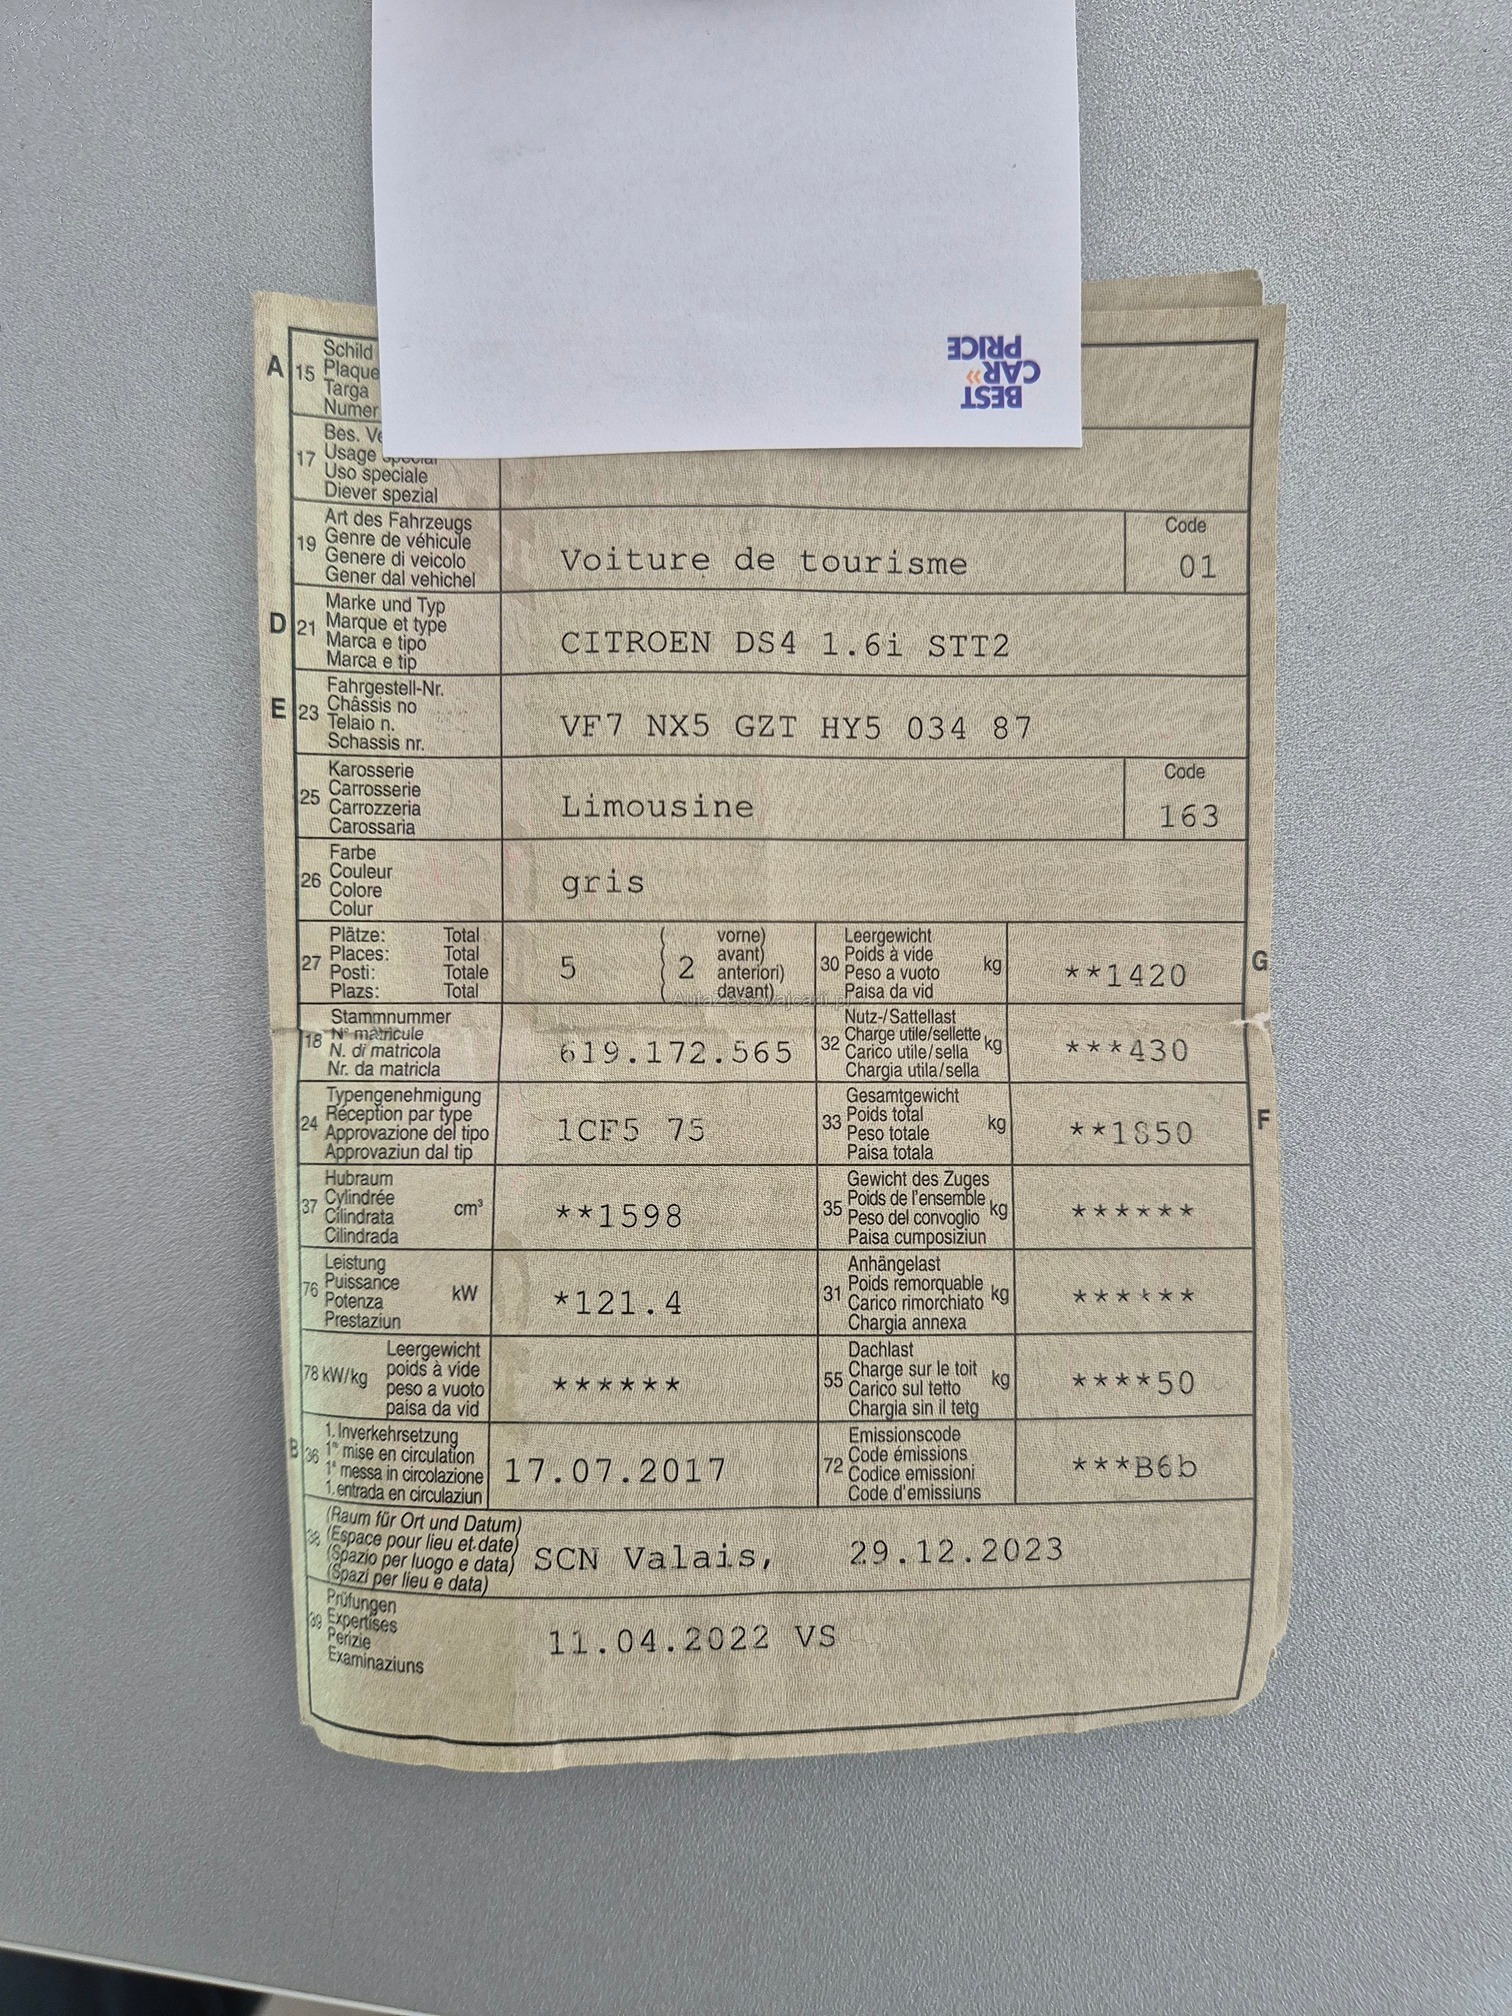 BEST
CAR
PRICE
A 15 Schild
Plaque
Targa
Numer
17 Bes.
Usage special
Uso speciale
Diever spezial
19 Art des Fahrzeugs
Genre de véhicule
Genere di veicolo
Gener dal vehichel
Voiture de tourisme
Code
01
D 21 Marke und Typ
Marque et type
Marca e tipo
Marca e tip
CITROEN DS4 1.6i STT2
E 23 Fahrgestell-Nr.
Châssis no
Telaio n.
Schassis nr.
VF7 NX5 GZT HY5 034 87
25 Karosserie
Carrosserie
Carrozzeria
Carossaria
Limousine
Code
163
26 Farbe
Couleur
Colore
Colur
gris
27 Plätze: Total
Places: Total
Posti: Totale
Plazs: Total
5 ( 2 vorne)
avant)
anteriori)
davant)
30 Leergewicht
Poids à vide
Peso a vuoto
Paisa da vid
kg
**1420
G
AutazeSzwajcarii.pl
18 Stammnummer
N° matricule
N. di matricola
Nr. da matricla
619.172.565
32 Nutz-/Sattellast
Charge utile/sellette
Carico utile/sella
Chargia utila/sella
kg
***430
24 Typengenehmigung
Réception par type
Approvazione del tipo
Approvaziun dal tip
1CF5 75
33 Gesamtgewicht
Poids total
Peso totale
Paisa totala
kg
**1850
F
37 Hubraum
Cylindrée
Cilindrata
Cilindrada
cm³
**1598
35 Gewicht des Zuges
Poids de l'ensemble
Peso del convoglio
Paisa cumposiziun
kg
******
76 Leistung
Puissance
Potenza
Prestaziun
kW
*121.4
31 Anhängelast
Poids remorquable
Carico rimorchiato
Chargia annexa
kg
******
78 kW/kg Leergewicht
poids à vide
peso a vuoto
paisa da vid
******
55 Dachlast
Charge sur le toit
Carico sul tetto
Chargia sin il tetg
kg
****50
B 36 1. Inverkehrsetzung
1re mise en circulation
1a messa in circolazione
1. entrada en circulaziun
17.07.2017
72 Emissionscode
Code émissions
Codice emissioni
Code d'emissiuns
***B6b
38 (Raum für Ort und Datum)
(Espace pour lieu et date)
(Spazio per luogo e data)
(Spazi per lieu e data)
SCN Valais, 29.12.2023
39 Prüfungen
Expertises
Perizie
Examinaziuns
11.04.2022 VS